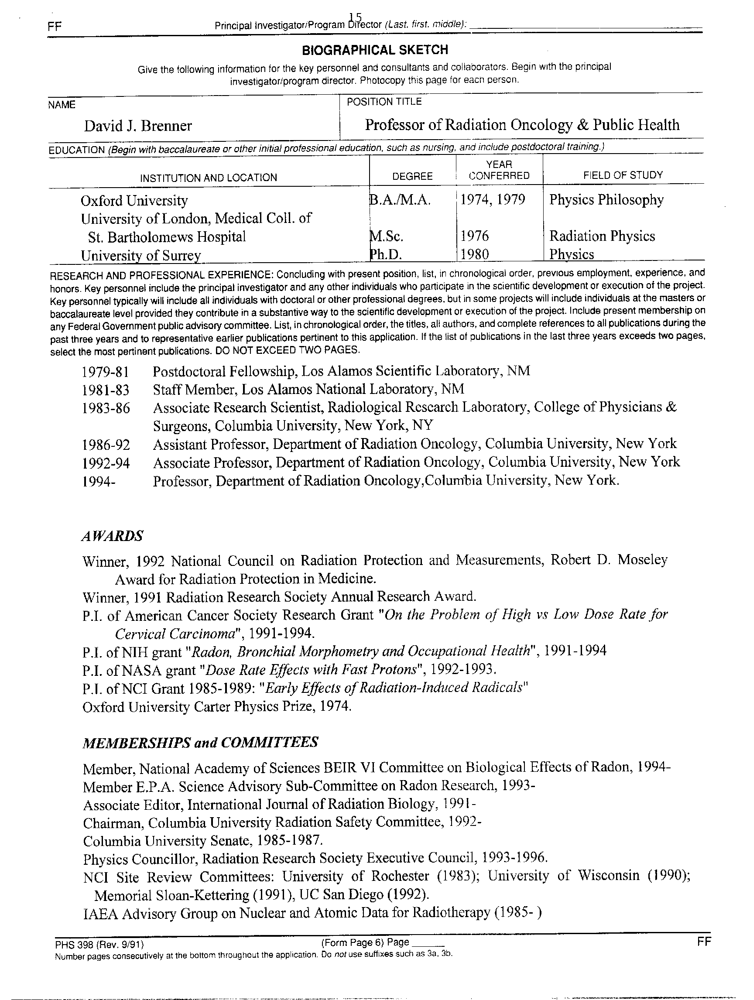 FF
15
Principal Investigator/Program Director (Last, first, middle):
BIOGRAPHICAL SKETCH
Give the following information for the key personnel and consultants and collaborators. Begin with the principal
investigator/program director. Photocopy this page for each person.
NAME
POSITION TITLE
David J. Brenner
Professor of Radiation Oncology & Public Health
EDUCATION (Begin with baccalaureate or other initial professional education, such as nursing, and include postdoctoral training.)
INSTITUTION AND LOCATION
DEGREE
YEAR
CONFERRED
FIELD OF STUDY
Oxford University B.A./M.A. 1974, 1979 Physics Philosophy
University of London, Medical Coll. of
St. Bartholomews Hospital M.Sc. 1976 Radiation Physics
University of Surrey Ph.D. 1980 Physics
RESEARCH AND PROFESSIONAL EXPERIENCE: Concluding with present position, list, in chronological order, previous employment, experience, and
honors. Key personnel include the principal investigator and any other individuals who participate in the scientific development or execution of the project.
Key personnel typically will include all individuals with doctoral or other professional degrees, but in some projects will include individuals at the masters or
baccalaureate level provided they contribute in a substantive way to the scientific development or execution of the project. Include present membership on
any Federal Government public advisory committee. List, in chronological order, the titles, all authors, and complete references to all publications during the
past three years and to representative earlier publications pertinent to this application. If the list of publications in the last three years exceeds two pages,
select the most pertinent publications. DO NOT EXCEED TWO PAGES.
1979-81 Postdoctoral Fellowship, Los Alamos Scientific Laboratory, NM
1981-83 Staff Member, Los Alamos National Laboratory, NM
1983-86 Associate Research Scientist, Radiological Research Laboratory, College of Physicians &
Surgeons, Columbia University, New York, NY
1986-92 Assistant Professor, Department of Radiation Oncology, Columbia University, New York
1992-94 Associate Professor, Department of Radiation Oncology, Columbia University, New York
1994- Professor, Department of Radiation Oncology,Columbia University, New York.
AWARDS
Winner, 1992 National Council on Radiation Protection and Measurements, Robert D. Moseley
Award for Radiation Protection in Medicine.
Winner, 1991 Radiation Research Society Annual Research Award.
P.I. of American Cancer Society Research Grant "On the Problem of High vs Low Dose Rate for
Cervical Carcinoma", 1991-1994.
P.I. of NIH grant "Radon, Bronchial Morphometry and Occupational Health", 1991-1994
P.I. of NASA grant "Dose Rate Effects with Fast Protons", 1992-1993.
P.I. of NCI Grant 1985-1989: "Early Effects of Radiation-Induced Radicals"
Oxford University Carter Physics Prize, 1974.
MEMBERSHIPS and COMMITTEES
Member, National Academy of Sciences BEIR VI Committee on Biological Effects of Radon, 1994-
Member E.P.A. Science Advisory Sub-Committee on Radon Research, 1993-
Associate Editor, International Journal of Radiation Biology, 1991-
Chairman, Columbia University Radiation Safety Committee, 1992-
Columbia University Senate, 1985-1987.
Physics Councillor, Radiation Research Society Executive Council, 1993-1996.
NCI Site Review Committees: University of Rochester (1983); University of Wisconsin (1990);
Memorial Sloan-Kettering (1991), UC San Diego (1992).
IAEA Advisory Group on Nuclear and Atomic Data for Radiotherapy (1985- )
PHS 398 (Rev. 9/91) (Form Page 6) Page FF
Number pages consecutively at the bottom throughout the application. Do not use suffixes such as 3a, 3b.